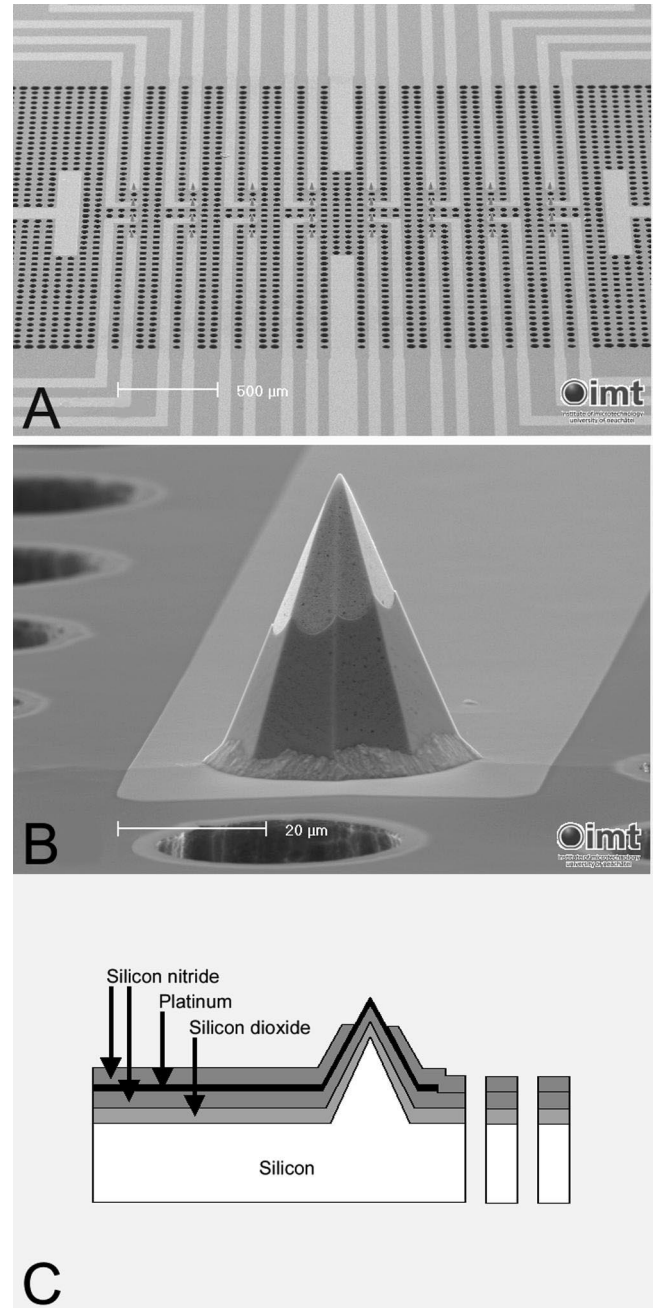 500 µm
imt
institute of microtechnology
university of neuchâtel
A
20 µm
imt
institute of microtechnology
university of neuchâtel
B
Silicon nitride
Platinum
Silicon dioxide
Silicon
C